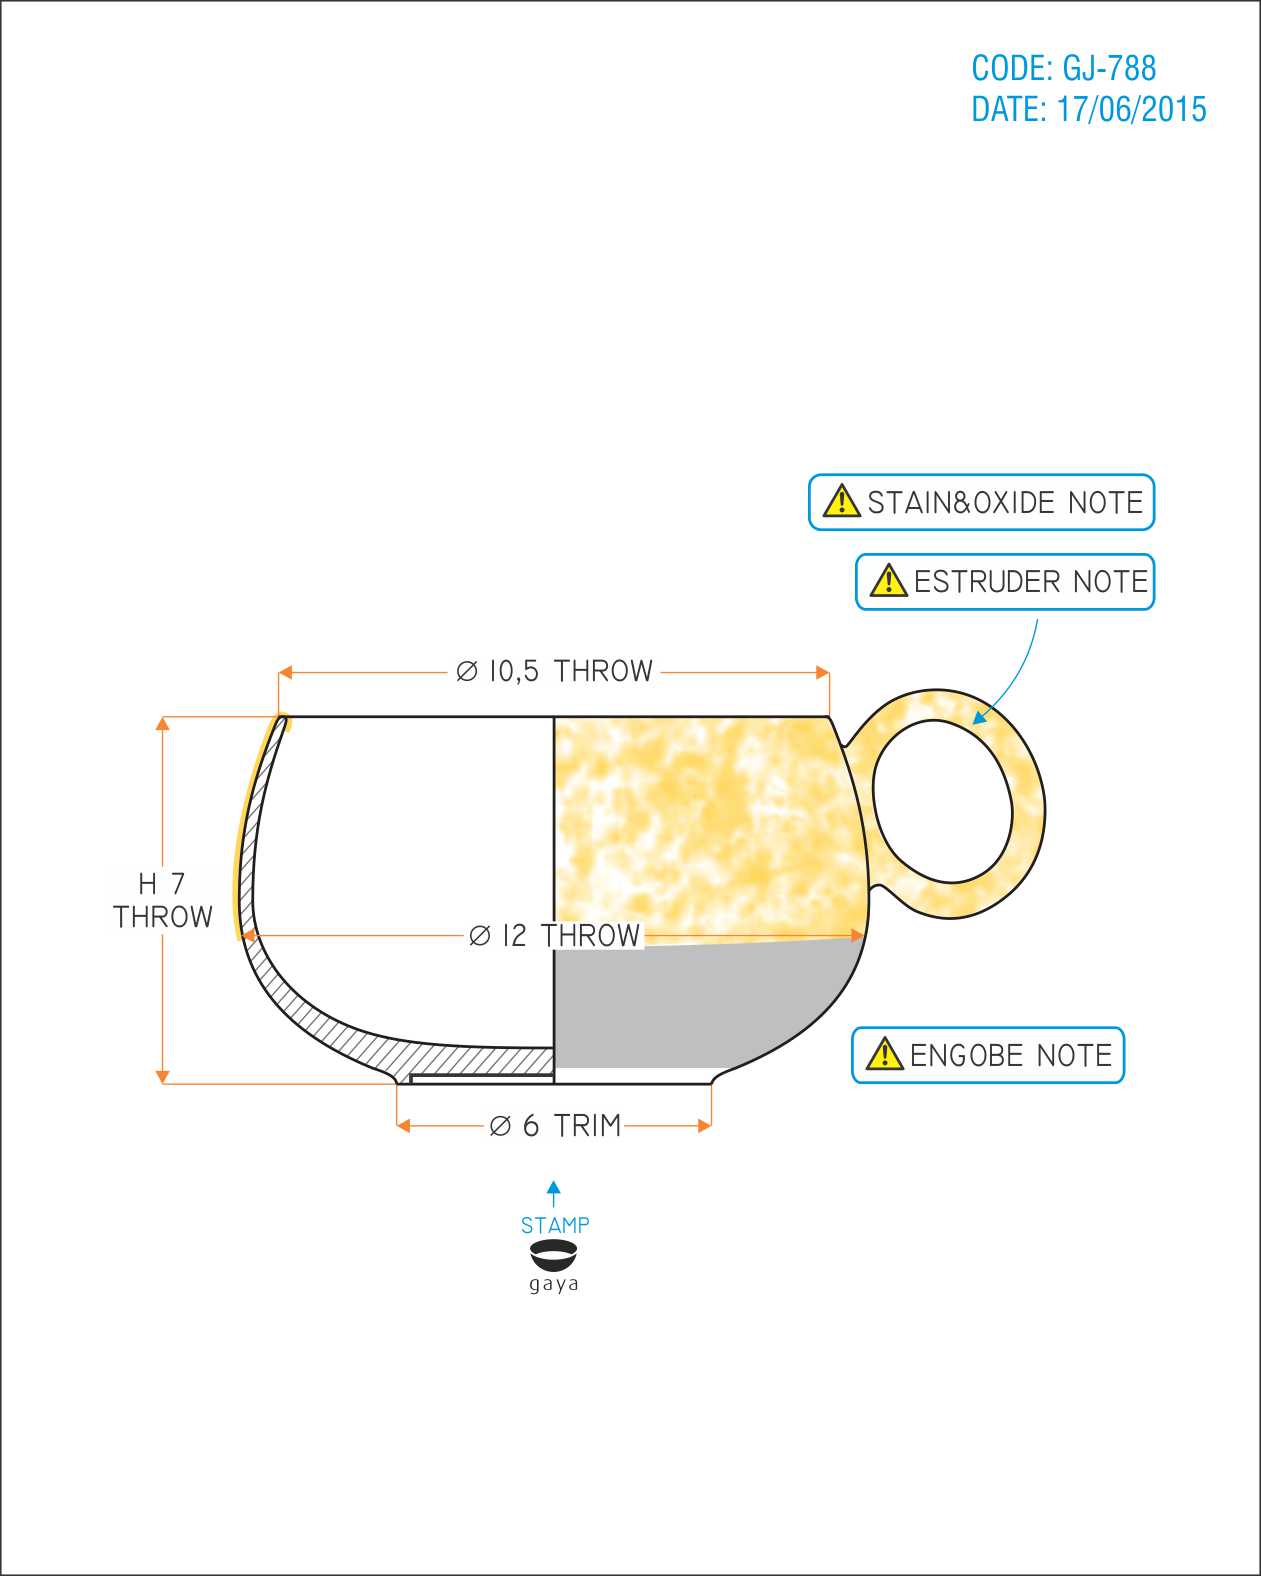 CODE: GJ-788
DATE: 17/06/2015
STAIN&OXIDE NOTE
ESTRUDER NOTE
Ø 10,5 THROW
H 7
THROW
Ø 12 THROW
ENGOBE NOTE
Ø 6 TRIM
STAMP
gaya